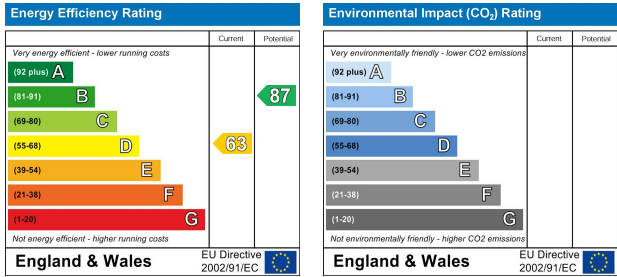 Energy Efficiency Rating
Current Potential
Very energy efficient - lower running costs
(92 plus) A
(81-91) B
87
(69-80) C
(55-68) D
63
(39-54) E
(21-38) F
(1-20) G
Not energy efficient - higher running costs
England & Wales
EU Directive
2002/91/EC
Environmental Impact (CO2) Rating
Current Potential
Very environmentally friendly - lower CO2 emissions
(92 plus) A
(81-91) B
(69-80) C
(55-68) D
(39-54) E
(21-38) F
(1-20) G
Not environmentally friendly - higher CO2 emissions
England & Wales
EU Directive
2002/91/EC